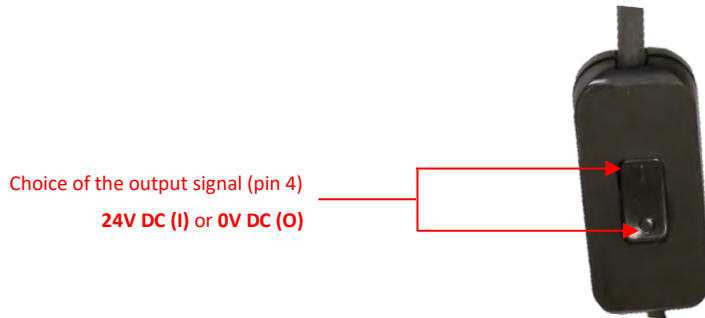 Choice of the output signal (pin 4)
24V DC (I) or 0V DC (O)